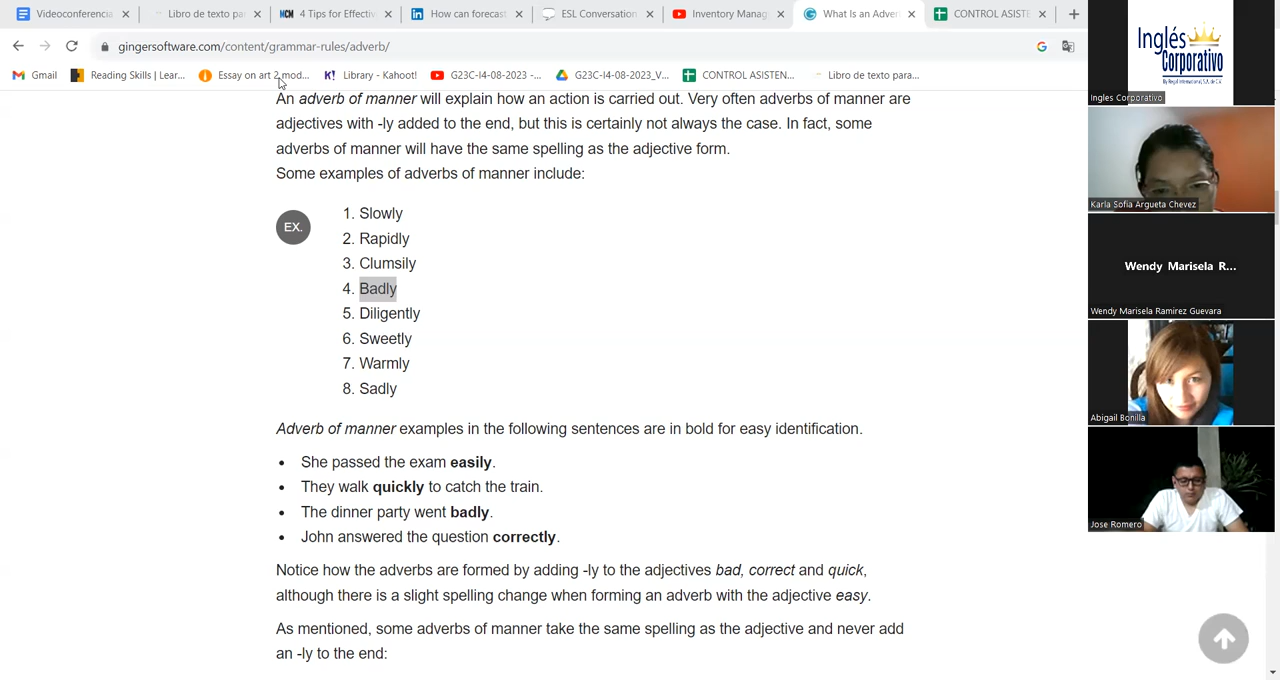 Videoconferencia
Libro de texto pa
NCM 4 Tips for Effectiv
How can forecast
ESL Conversation
Inventory Manag
What Is an Adver
CONTROL ASISTE
gingersoftware.com/content/grammar-rules/adverb/
Gmail
Reading Skills | Lear...
Essay on art 2 mod...
Library - Kahoot!
G23C-I4-08-2023 -...
G23C-I4-08-2023_V...
CONTROL ASISTEN...
Libro de texto para...
An adverb of manner will explain how an action is carried out. Very often adverbs of manner are
adjectives with -ly added to the end, but this is certainly not always the case. In fact, some
adverbs of manner will have the same spelling as the adjective form.
Some examples of adverbs of manner include:
EX.
1. Slowly
2. Rapidly
3. Clumsily
4. Badly
5. Diligently
6. Sweetly
7. Warmly
8. Sadly
Adverb of manner examples in the following sentences are in bold for easy identification.
• She passed the exam easily.
• They walk quickly to catch the train.
• The dinner party went badly.
• John answered the question correctly.
Notice how the adverbs are formed by adding -ly to the adjectives bad, correct and quick,
although there is a slight spelling change when forming an adverb with the adjective easy.
As mentioned, some adverbs of manner take the same spelling as the adjective and never add
an -ly to the end:
Inglés
Corporativo
By Regal International, S.A. de C.V.
Ingles Corporativo
Karla Sofia Argueta Chevez
Wendy Marisela R...
Wendy Marisela Ramirez Guevara
Abigail Bonilla
Jose Romero